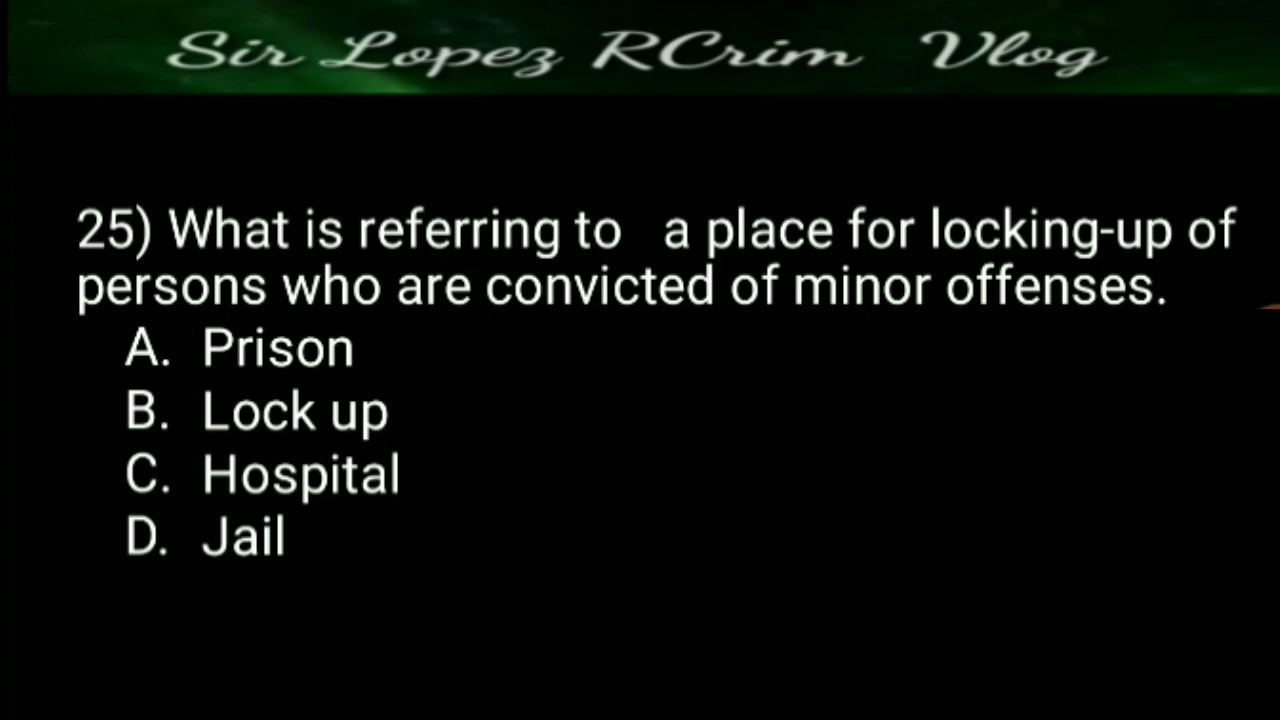 Sir Lopez RCrim Vlog
25) What is referring to a place for locking-up of
persons who are convicted of minor offenses.
A. Prison
B. Lock up
C. Hospital
D. Jail